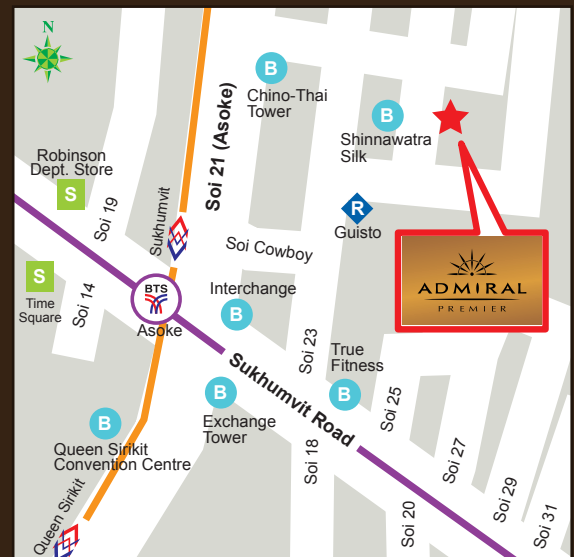 N
B
Chino-Thai
Tower
Soi 21 (Asoke)
B
Shinnawatra
Silk
Robinson
Dept. Store
S
Soi 19
Sukhumvit
R
Guisto
Soi Cowboy
ADMIRAL
PREMIER
S
Time
Square
Soi 14
BTS
Asoke
Interchange
B
Soi 23
True
Fitness
B
Sukhumvit Road
Soi 25
B
Exchange
Tower
B
Queen Sirikit
Convention Centre
Soi 18
Soi 27
Soi 29
Soi 20
Soi 31
Queen Sirikit